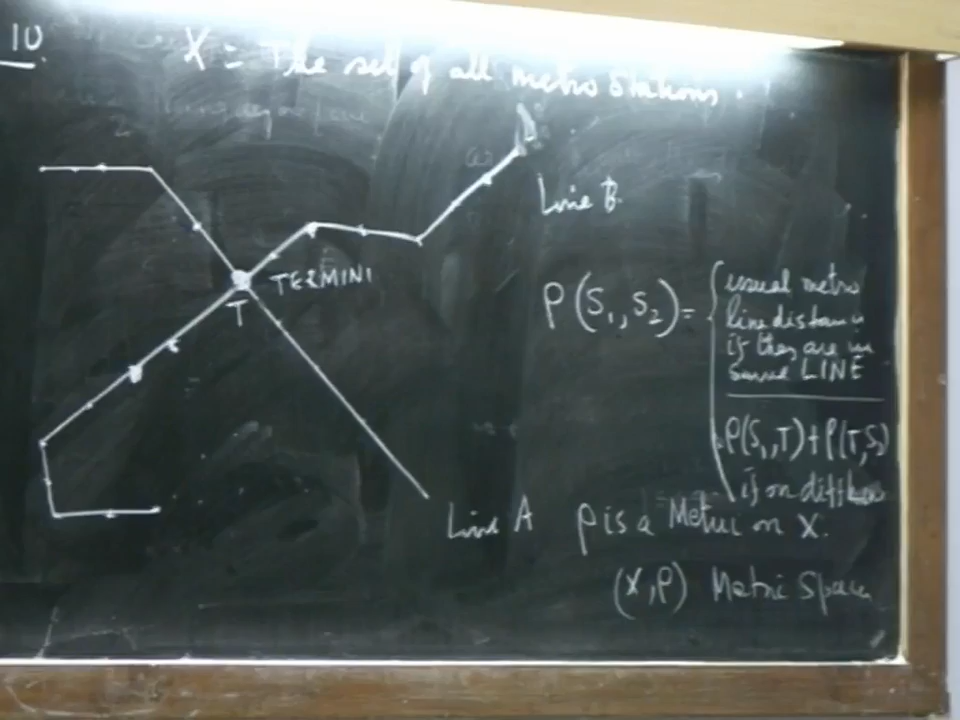 10
X = The set of all metro stations.
Line B.
TERMINI
T
ρ(S₁, S₂) =
usual metro
line distance
if they are in
same LINE
ρ(S₁, T) + ρ(T, S₂)
if on different
Line A
ρ is a Metric on X.
(X, ρ) Metric Space